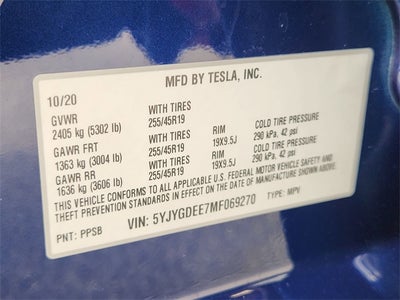 MFD BY TESLA, INC.
10/20
GVWR WITH TIRES
2405 kg (5302 lb) 255/45R19 RIM COLD TIRE PRESSURE
GAWR FRT WITH TIRES 19X9.5J 290 kPa, 42 psi
1363 kg (3004 lb) 255/45R19
GAWR RR WITH TIRES RIM COLD TIRE PRESSURE
1636 kg (3606 lb) 255/45R19 19X9.5J 290 kPa, 42 psi
THIS VEHICLE CONFORMS TO ALL APPLICABLE U.S. FEDERAL MOTOR VEHICLE SAFETY AND
THEFT PREVENTION STANDARDS IN EFFECT ON THE DATE OF MANUFACTURE SHOWN ABOVE.
PNT: PPSB VIN: 5YJYGDEE7MF069270 TYPE: MPV